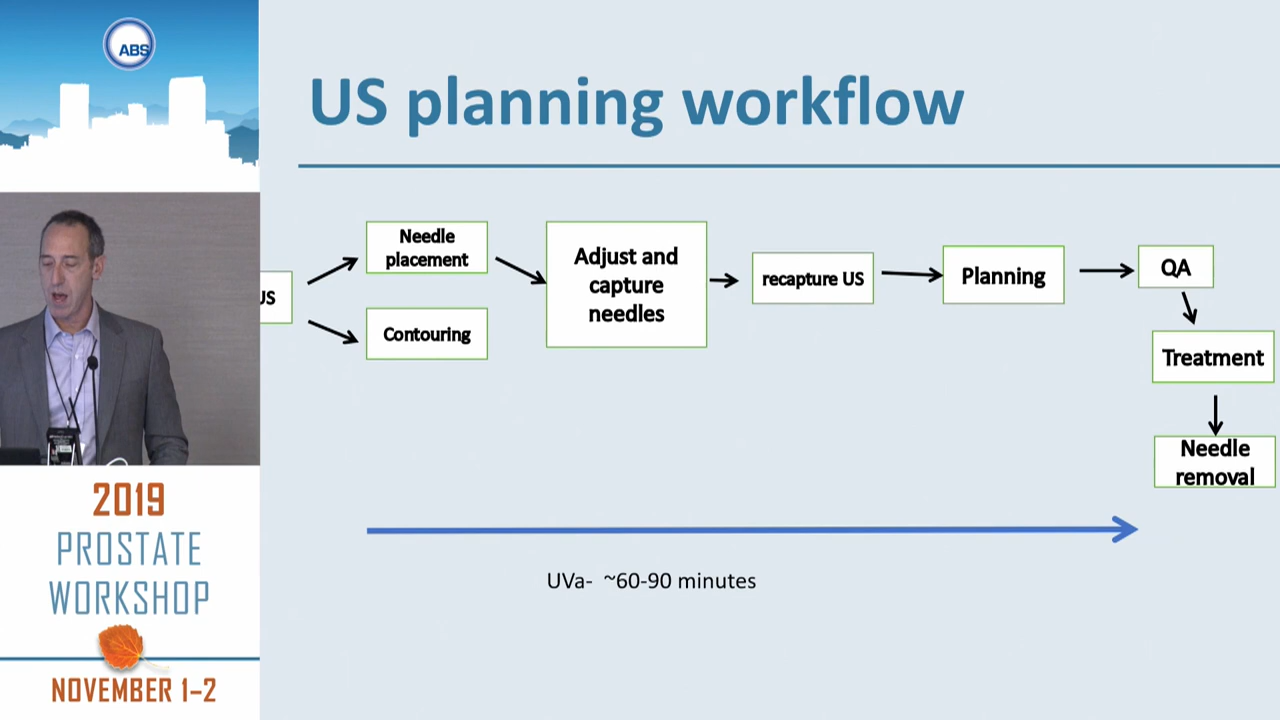 ABS
US planning workflow
US
Needle
placement
Contouring
Adjust and
capture
needles
recapture US
Planning
QA
Treatment
Needle
removal
UVa- ~60-90 minutes
2019
PROSTATE
WORKSHOP
NOVEMBER 1–2